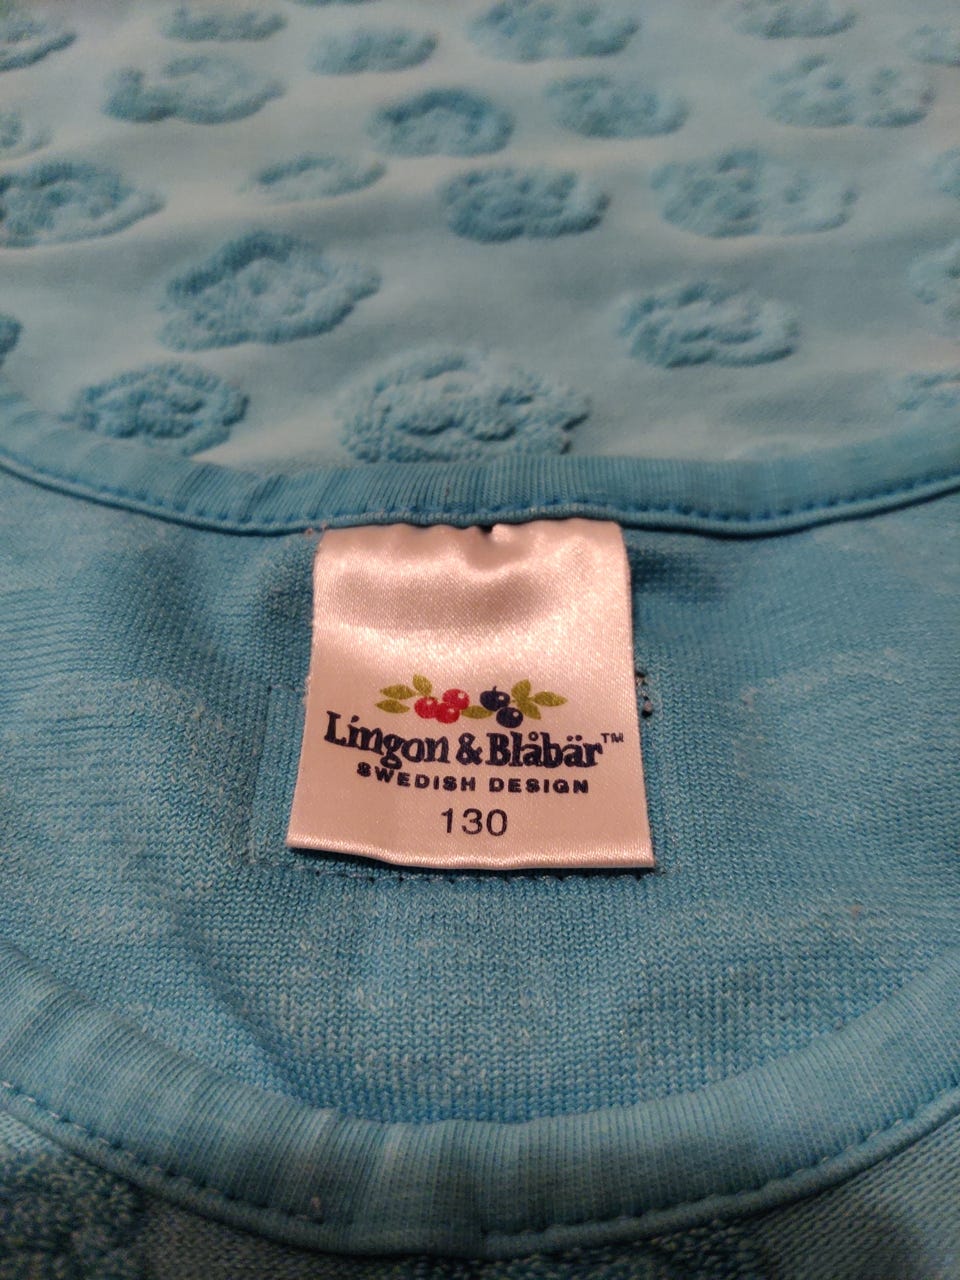 Lingon & Blåbär™
SWEDISH DESIGN
130